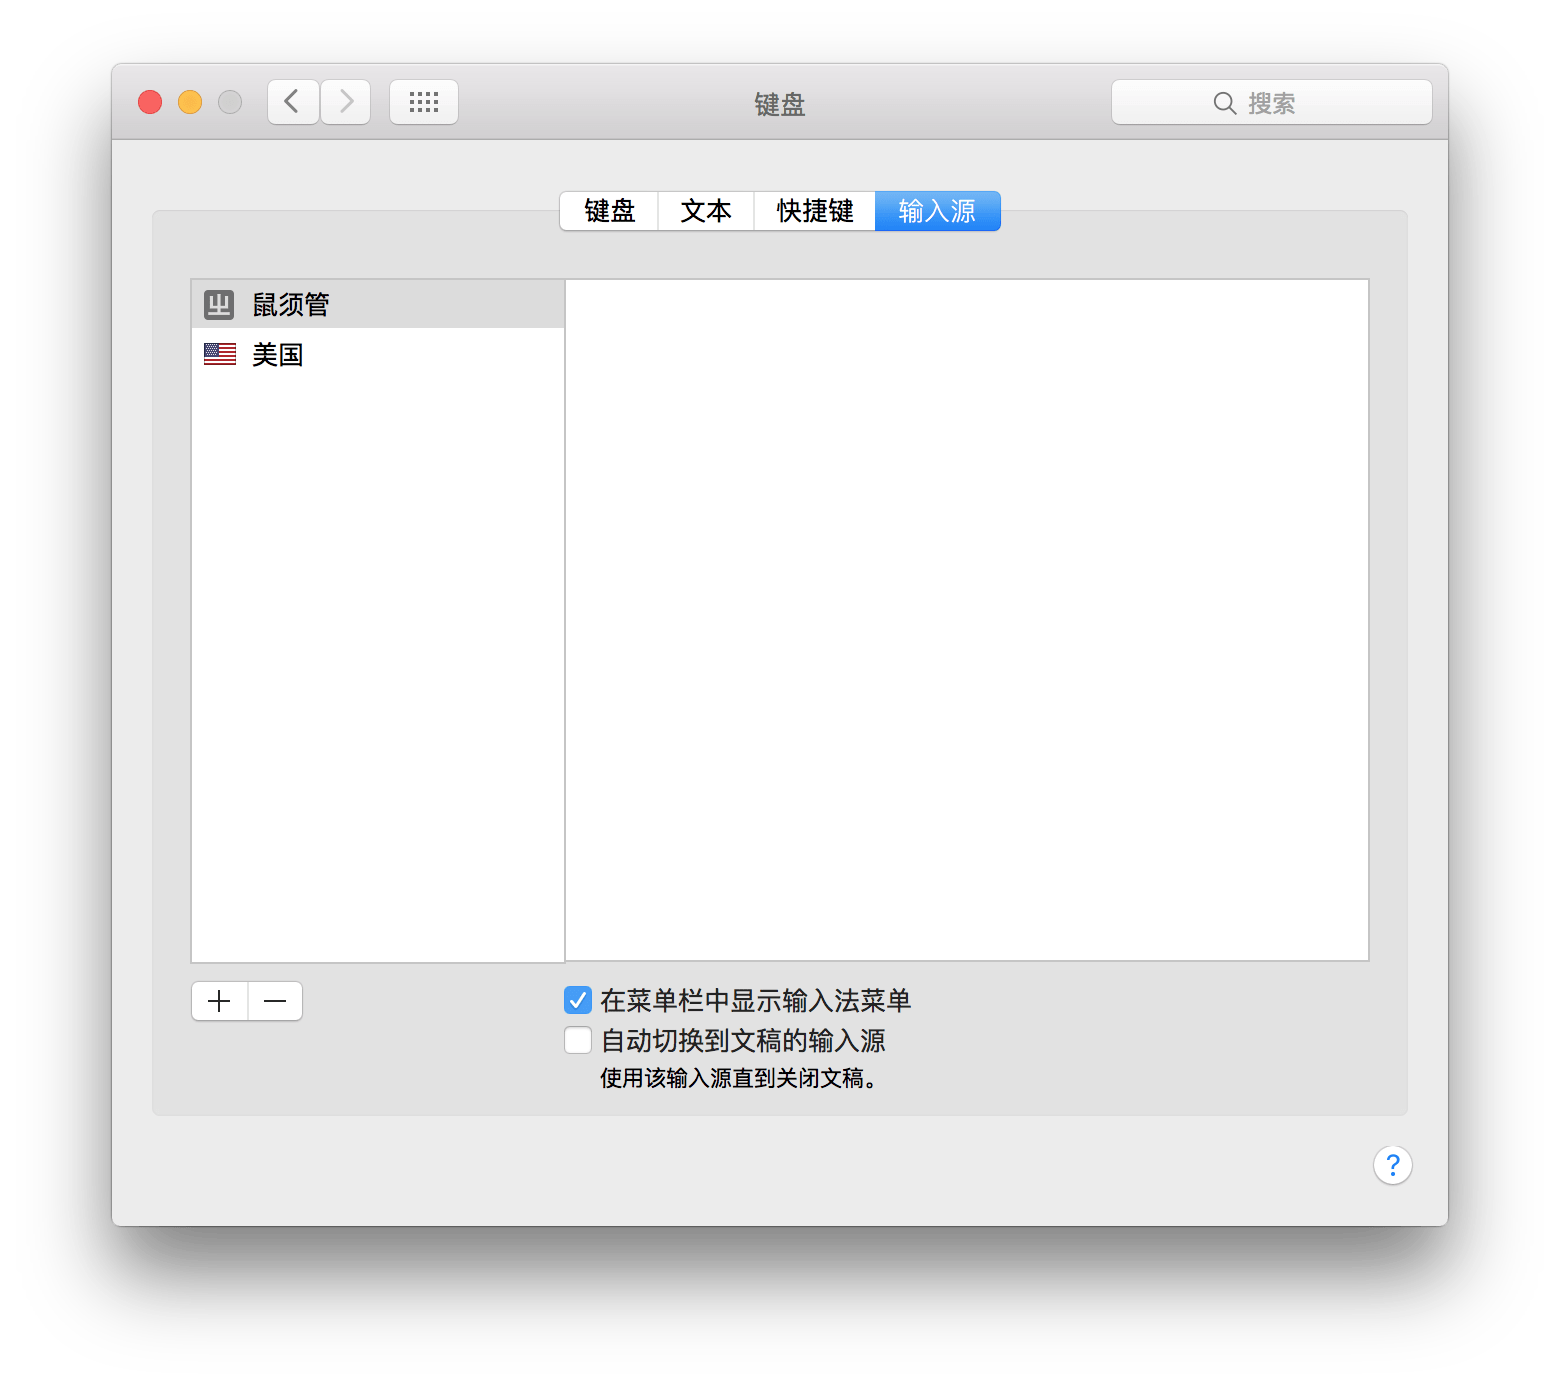 键盘
搜索
键盘 文本 快捷键 输入源
鼠须管
美国
在菜单栏中显示输入法菜单
自动切换到文稿的输入源
使用该输入源直到关闭文稿。
?